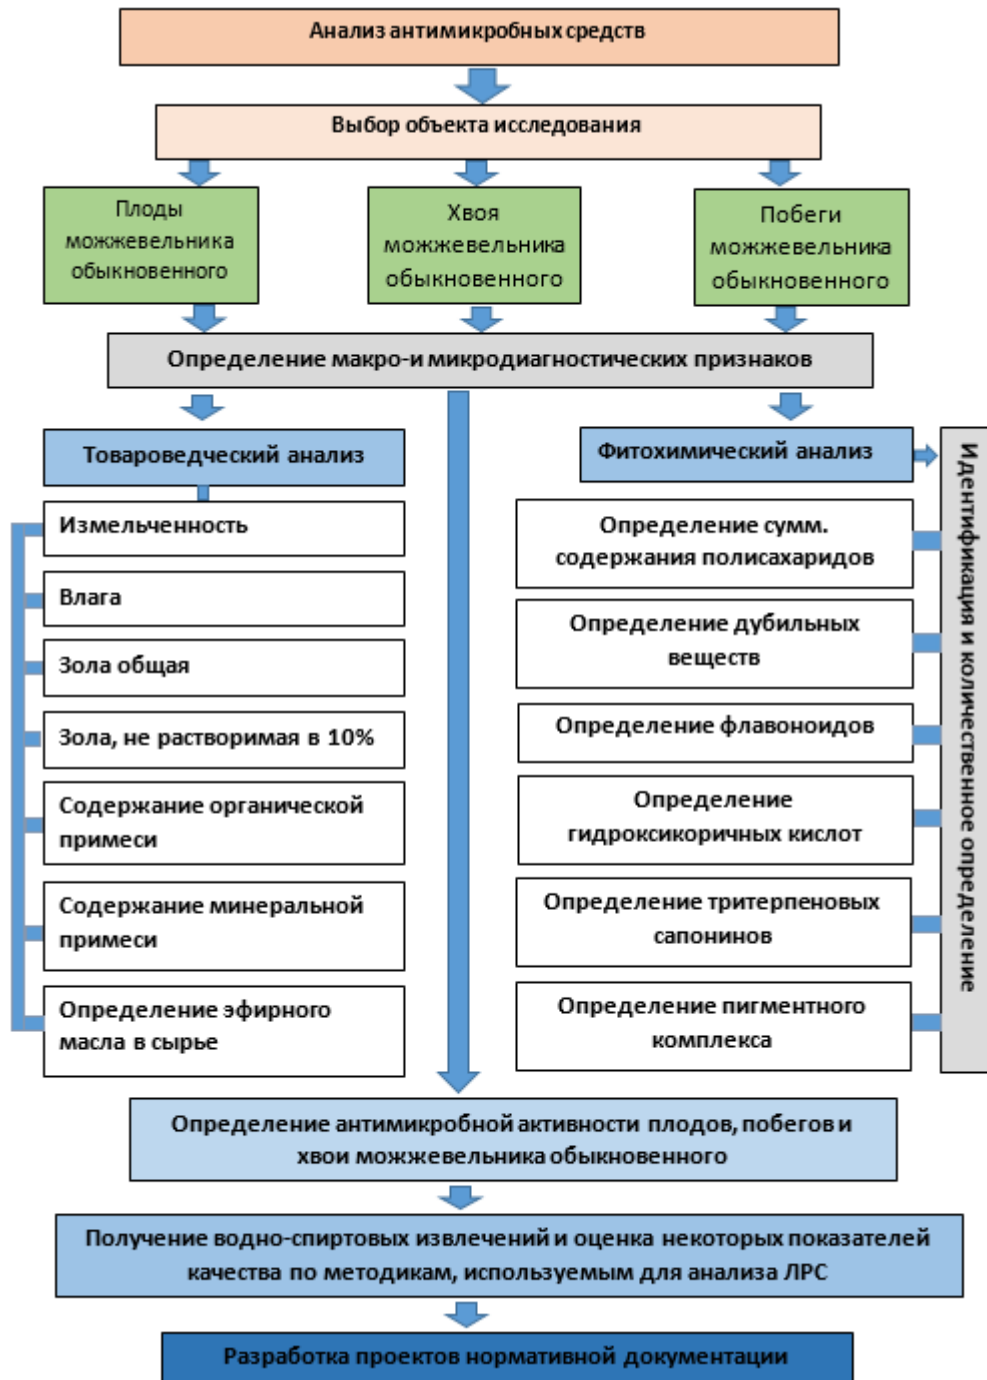 Анализ антимикробных средств
Выбор объекта исследования
Плоды
можжевельника
обыкновенного
Хвоя
можжевельника
обыкновенного
Побеги
можжевельника
обыкновенного
Определение макро-и микродиагностических признаков
Товароведческий анализ
Измельченность
Влага
Зола общая
Зола, не растворимая в 10%
Содержание органической
примеси
Содержание минеральной
примеси
Определение эфирного
масла в сырье
Фитохимический анализ
Определение сумм.
содержания полисахаридов
Определение дубильных
веществ
Определение флавоноидов
Определение
гидроксикоричных кислот
Определение тритерпеновых
сапонинов
Определение пигментного
комплекса
Идентификация и количественное определение
Определение антимикробной активности плодов, побегов и
хвои можжевельника обыкновенного
Получение водно-спиртовых извлечений и оценка некоторых показателей
качества по методикам, используемым для анализа ЛРС
Разработка проектов нормативной документации